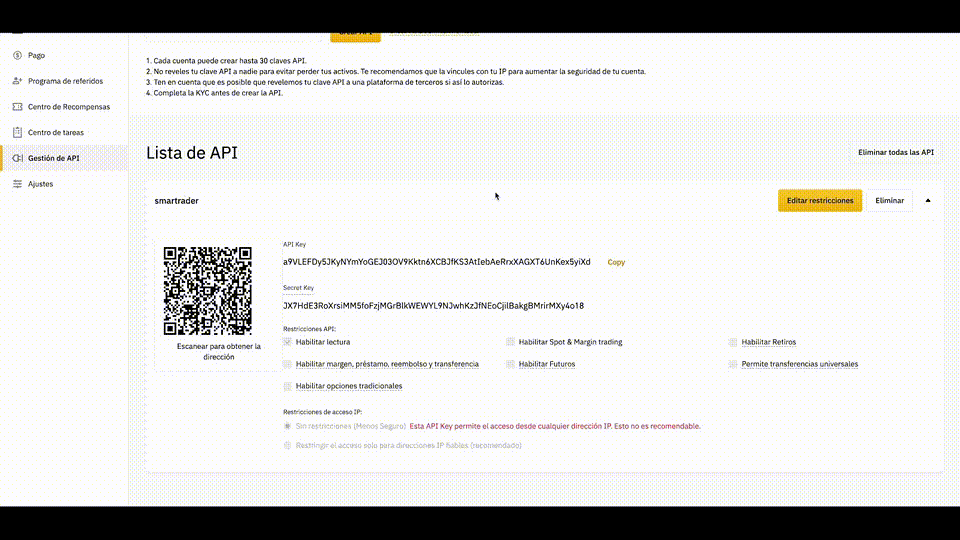 Pago
Programa de referidos
Centro de Recompensas
Centro de tareas
Gestión de API
Ajustes
1. Cada cuenta puede crear hasta 30 claves API.
2. No reveles tu clave API a nadie para evitar perder tus activos. Te recomendamos que la vincules con tu IP para aumentar la seguridad de tu cuenta.
3. Ten en cuenta que es posible que revelemos tu clave API a una plataforma de terceros si así lo autorizas.
4. Completa la KYC antes de crear la API.
Lista de API
Eliminar todas las API
smartrader
Editar restricciones
Eliminar
API Key
a9VLEFDy5JKyNYmYoGEJ03OV9Kktn6XCBJfKS3AtIebAeRrxXAGXT6UnKex5yiXd
Copy
Secret Key
JX7HdE3RoXrsiMM5foFzjMGrBlkWEWYL9NJwhKzJfNEoCjilBakgBMrirMXy4o18
Escanear para obtener la
dirección
Restricciones API:
Habilitar lectura
Habilitar Spot & Margin trading
Habilitar Retiros
Habilitar margen, préstamo, reembolso y transferencia
Habilitar Futuros
Permite transferencias universales
Habilitar opciones tradicionales
Restricciones de acceso IP:
Sin restricciones (Menos Segura) Esta API Key permite el acceso desde cualquier dirección IP. Esto no es recomendable.
Restringir el acceso solo para direcciones IP fiables (recomendado)